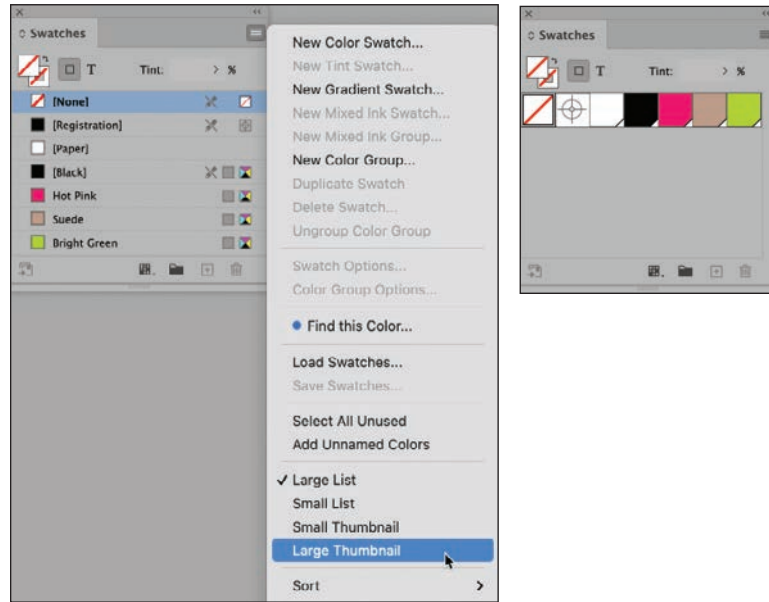 Swatches
T Tint: > %
[None]
[Registration]
[Paper]
[Black]
Hot Pink
Suede
Bright Green
New Color Swatch...
New Tint Swatch...
New Gradient Swatch...
New Mixed Ink Swatch...
New Mixed Ink Group...
New Color Group...
Duplicate Swatch
Delete Swatch...
Ungroup Color Group
Swatch Options...
Color Group Options...
Find this Color...
Load Swatches...
Save Swatches...
Select All Unused
Add Unnamed Colors
✓ Large List
Small List
Small Thumbnail
Large Thumbnail
Sort >
Swatches
T Tint: > %